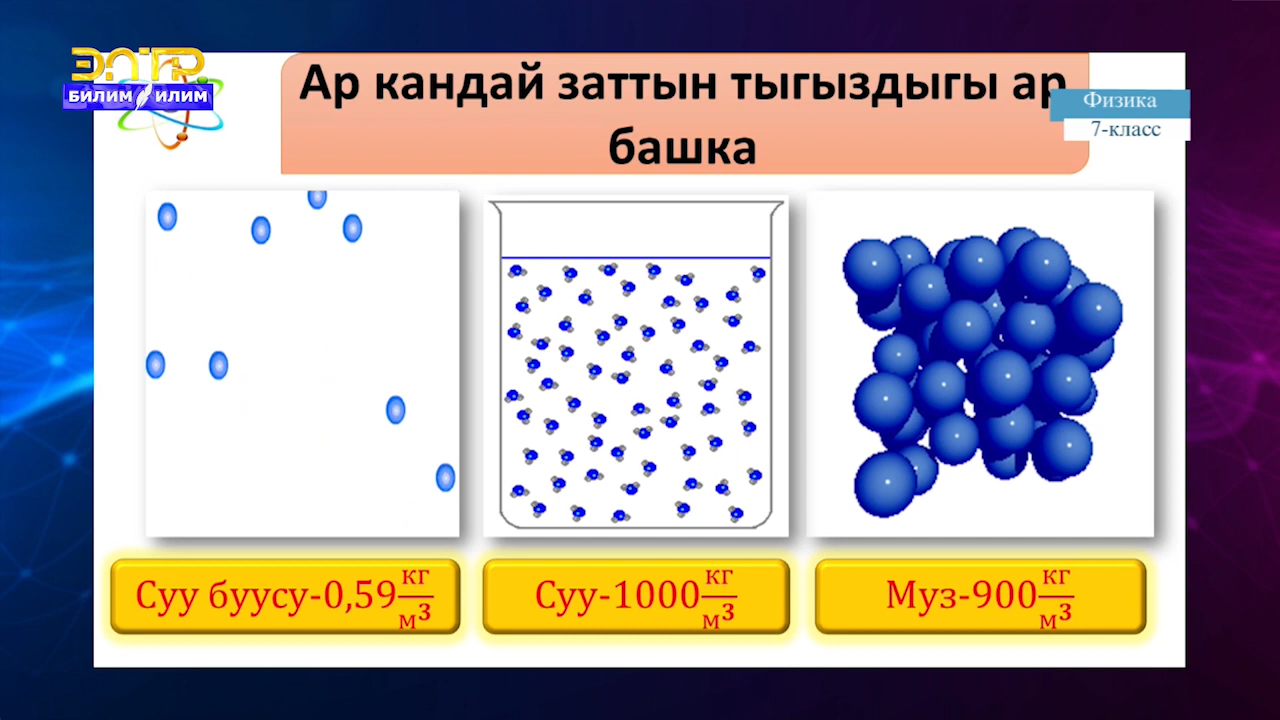 ЭЛТР
БИЛИМ ИЛИМ
Ар кандай заттын тыгыздыгы ар
башка
Физика
7-класс
Суу буусу-0,59 кг/м³
Суу-1000 кг/м³
Муз-900 кг/м³